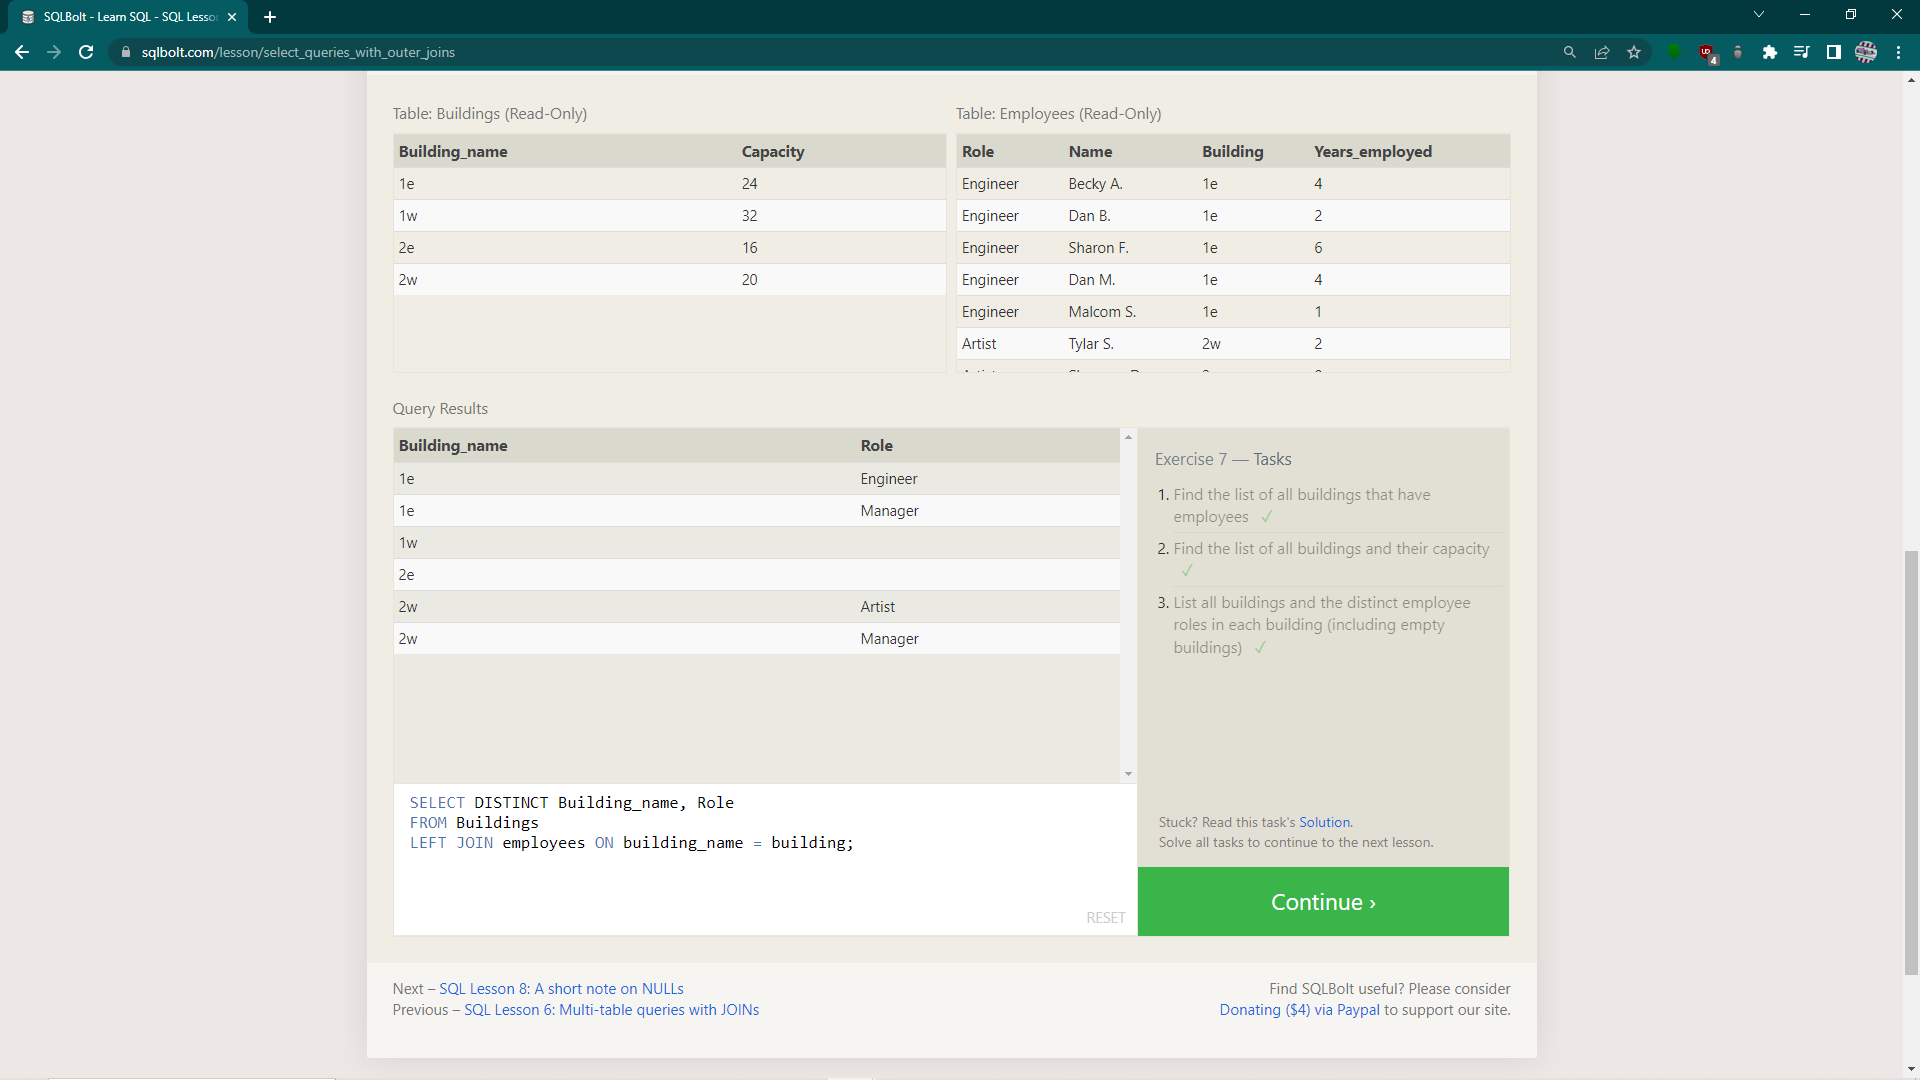 SQLBolt - Learn SQL - SQL Lesson
sqlbolt.com/lesson/select_queries_with_outer_joins
4
Table: Buildings (Read-Only)
Building_name Capacity
1e 24
1w 32
2e 16
2w 20
Table: Employees (Read-Only)
Role Name Building Years_employed
Engineer Becky A. 1e 4
Engineer Dan B. 1e 2
Engineer Sharon F. 1e 6
Engineer Dan M. 1e 4
Engineer Malcom S. 1e 1
Artist Tylar S. 2w 2
Query Results
Building_name Role
1e Engineer
1e Manager
1w
2e
2w Artist
2w Manager
Exercise 7 — Tasks
1. Find the list of all buildings that have
employees ✓
2. Find the list of all buildings and their capacity
✓
3. List all buildings and the distinct employee
roles in each building (including empty
buildings) ✓
SELECT DISTINCT Building_name, Role
FROM Buildings
LEFT JOIN employees ON building_name = building;
RESET
Stuck? Read this task's Solution.
Solve all tasks to continue to the next lesson.
Continue ›
Next – SQL Lesson 8: A short note on NULLs
Previous – SQL Lesson 6: Multi-table queries with JOINs
Find SQLBolt useful? Please consider
Donating ($4) via Paypal to support our site.